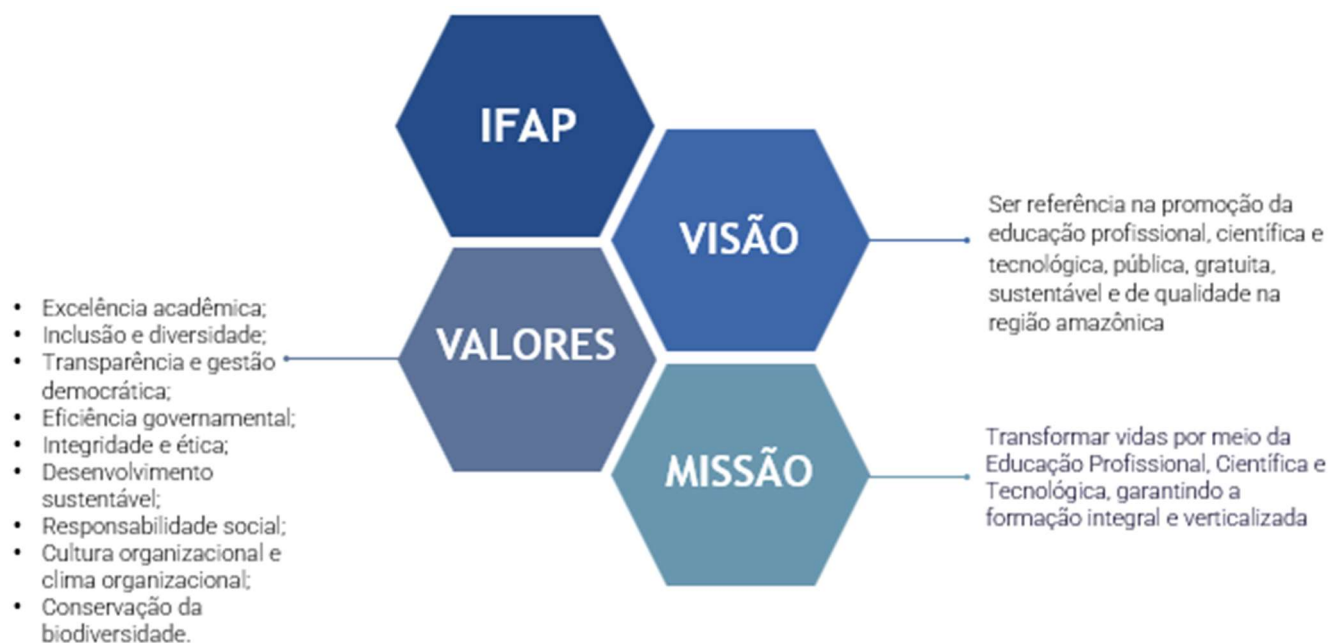 IFAP
VISÃO
Ser referência na promoção da
educação profissional, científica e
tecnológica, pública, gratuita,
sustentável e de qualidade na
região amazônica
VALORES
• Excelência acadêmica;
• Inclusão e diversidade;
• Transparência e gestão
democrática;
• Eficiência governamental;
• Integridade e ética;
• Desenvolvimento
sustentável;
• Responsabilidade social;
• Cultura organizacional e
clima organizacional;
• Conservação da
biodiversidade.
MISSÃO
Transformar vidas por meio da
Educação Profissional, Científica e
Tecnológica, garantindo a
formação integral e verticalizada